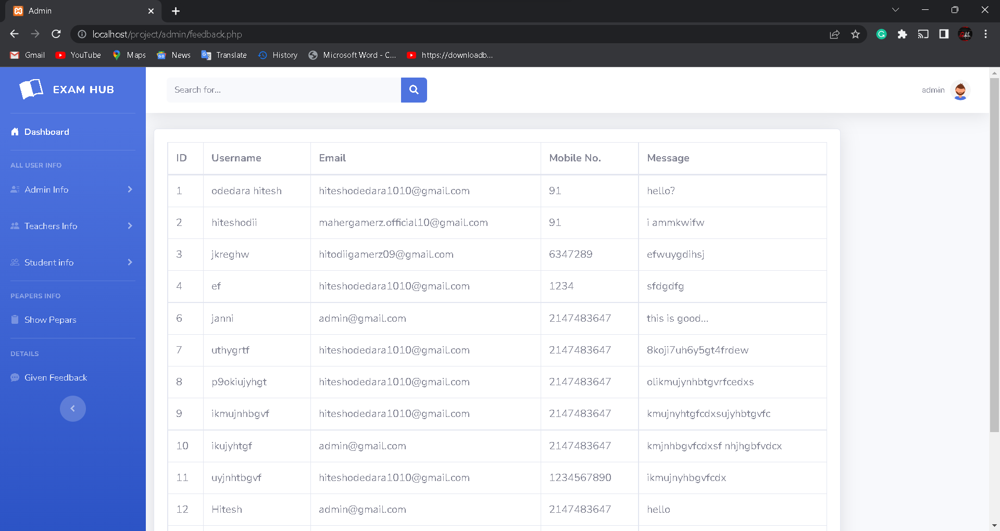 Admin
localhost/project/admin/feedback.php
Gmail YouTube Maps News Translate History Microsoft Word - C... https://downloadb...
EXAM HUB
Search for...
admin
Dashboard
ALL USER INFO
Admin Info
Teachers Info
Student info
PEAPERS INFO
Show Pepars
DETAILS
Given Feedback
ID Username Email Mobile No. Message
1 odedara hitesh hiteshodedara1010@gmail.com 91 hello?
2 hiteshodii mahergamerz.official10@gmail.com 91 i ammkwifw
3 jkreghw hitodiigamerz09@gmail.com 6347289 efwuygdihsj
4 ef hiteshodedara1010@gmail.com 1234 sfdgdfg
6 janni admin@gmail.com 2147483647 this is good...
7 uthygrtf hiteshodedara1010@gmail.com 2147483647 8koji7uh6y5gt4frdew
8 p9okiujyhgt hiteshodedara1010@gmail.com 2147483647 olikmujynhbtgvrfcedxs
9 ikmujnhbgvf hiteshodedara1010@gmail.com 2147483647 kmujnyhtgfcdxsujyhbtgvfc
10 ikujyhtgf admin@gmail.com 2147483647 kmjnhbgvfcdxsf nhjhgbfvdcx
11 uyjnhtbgvf hiteshodedara1010@gmail.com 1234567890 ikmujnyhbgvfcdx
12 Hitesh admin@gmail.com 2147483647 hello